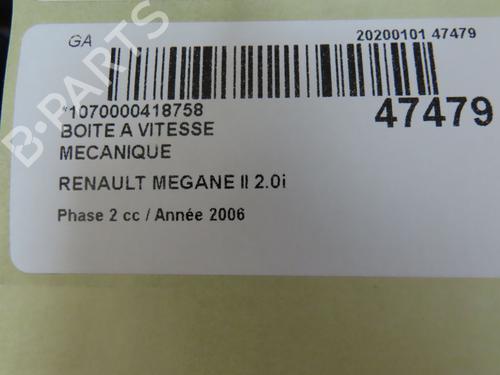 GA
20200101 47479
*1070000418758
47479
BOITE A VITESSE
MECANIQUE
RENAULT MEGANE II 2.0i
Phase 2 cc / Année 2006
B-PARTS